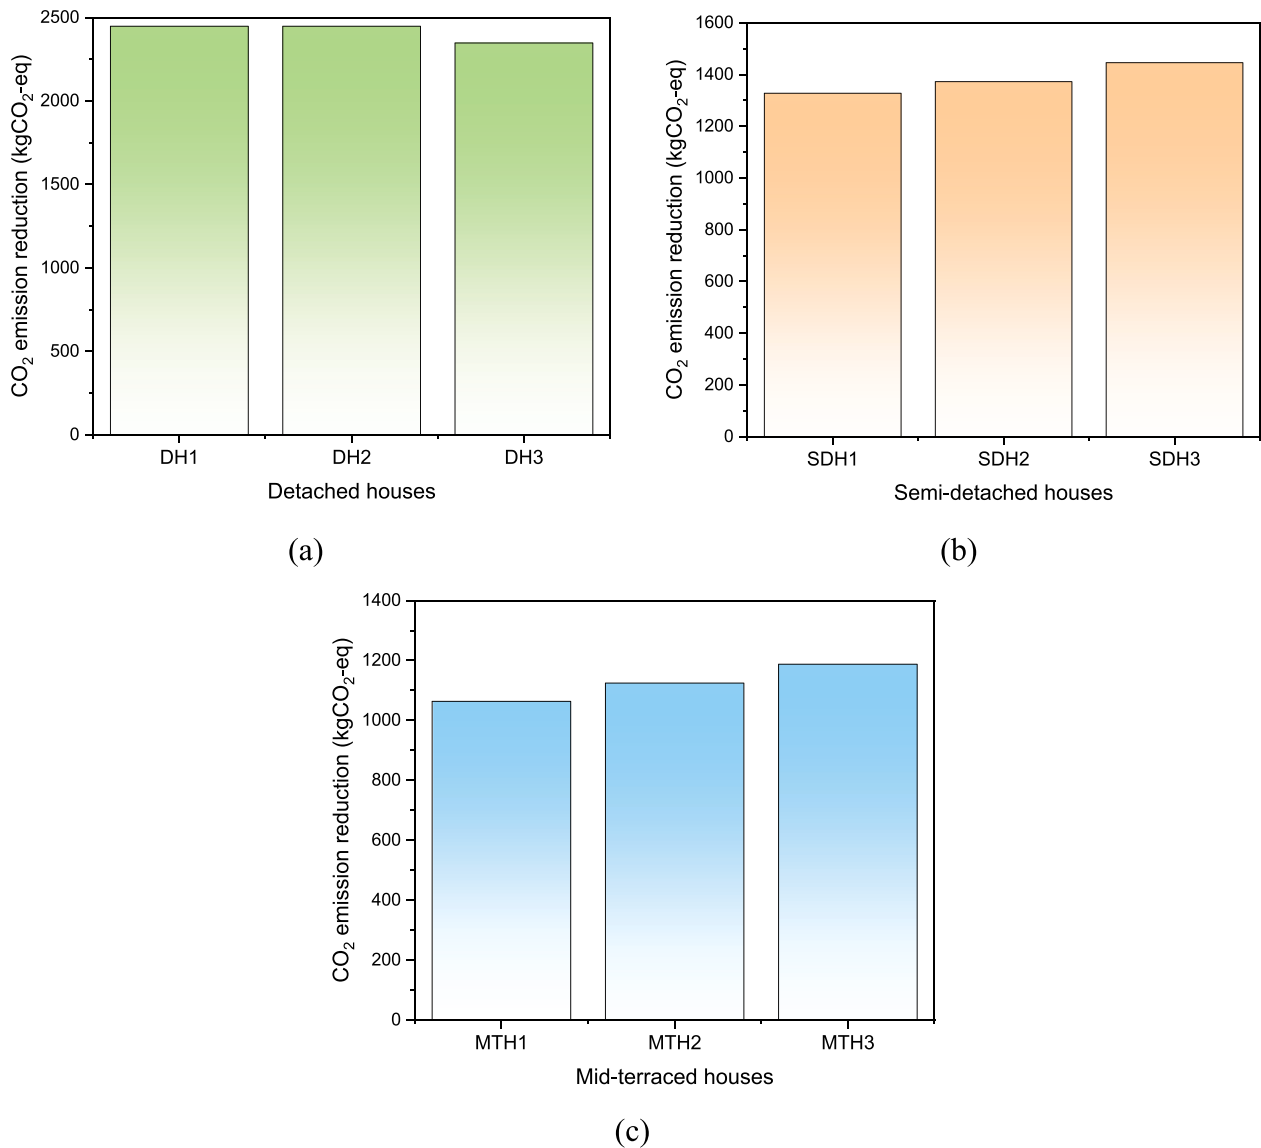 2500
2000
1500
1000
500
0
CO₂ emission reduction (kgCO₂-eq)
DH1 DH2 DH3
Detached houses
(a)
1600
1400
1200
1000
800
600
400
200
0
CO₂ emission reduction (kgCO₂-eq)
SDH1 SDH2 SDH3
Semi-detached houses
(b)
1400
1200
1000
800
600
400
200
0
CO₂ emission reduction (kgCO₂-eq)
MTH1 MTH2 MTH3
Mid-terraced houses
(c)